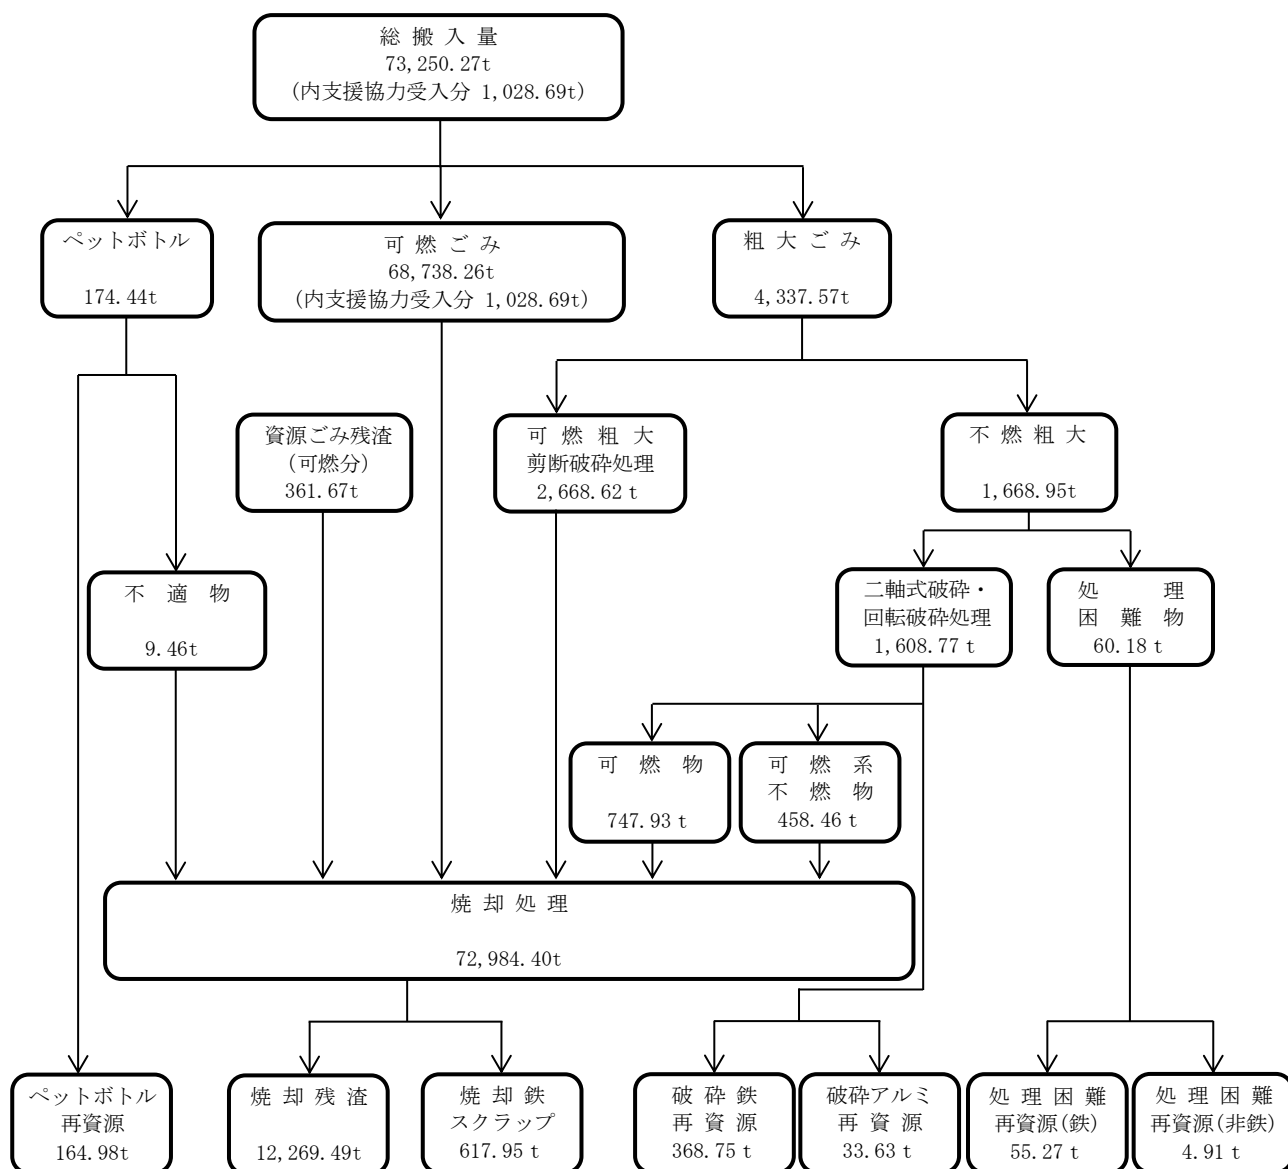 総搬入量
73,250.27t
(内支援協力受入分 1,028.69t)
ペットボトル
174.44t
可燃ごみ
68,738.26t
(内支援協力受入分 1,028.69t)
粗大ごみ
4,337.57t
資源ごみ残渣
(可燃分)
361.67t
可燃粗大
剪断破砕処理
2,668.62 t
不燃粗大
1,668.95t
不適物
9.46t
二軸式破砕・
回転破砕処理
1,608.77 t
処理
困難物
60.18 t
可燃物
747.93 t
可燃系
不燃物
458.46 t
焼却処理
72,984.40t
ペットボトル
再資源
164.98t
焼却残渣
12,269.49t
焼却鉄
スクラップ
617.95 t
破砕鉄
再資源
368.75 t
破砕アルミ
再資源
33.63 t
処理困難
再資源(鉄)
55.27 t
処理困難
再資源(非鉄)
4.91 t